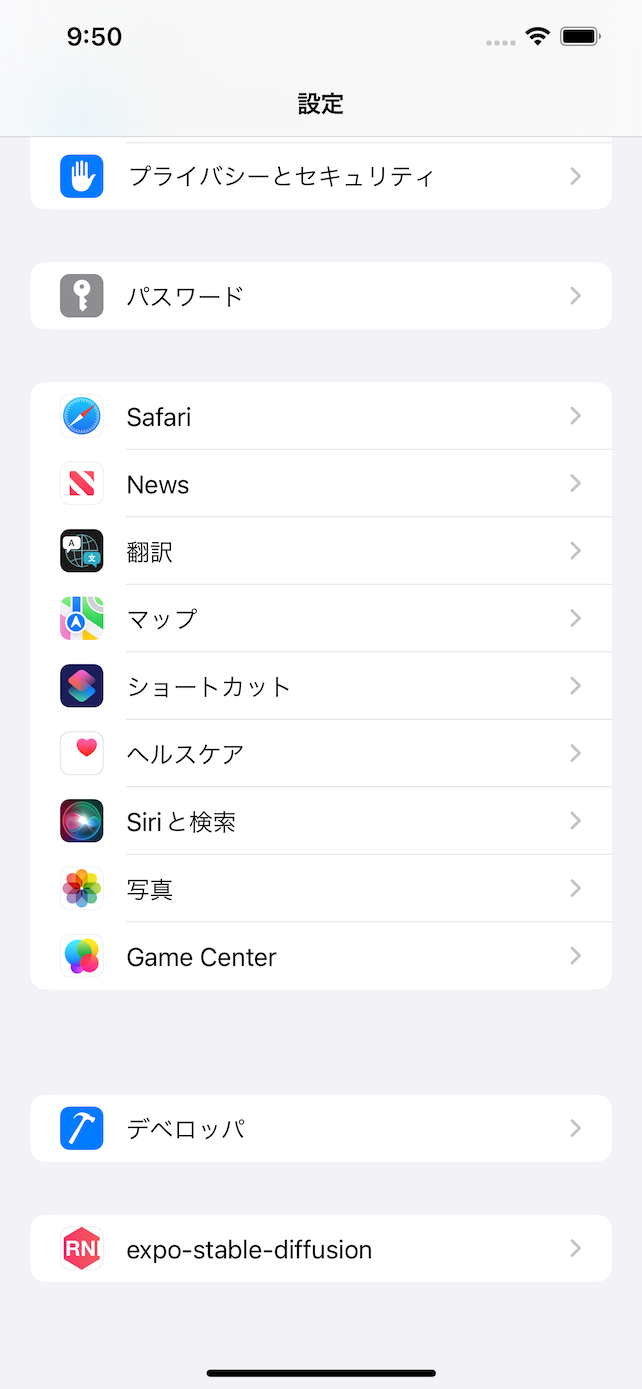 9:50
設定
プライバシーとセキュリティ
パスワード
Safari
News
翻訳
マップ
ショートカット
ヘルスケア
Siriと検索
写真
Game Center
デベロッパ
RNI
expo-stable-diffusion